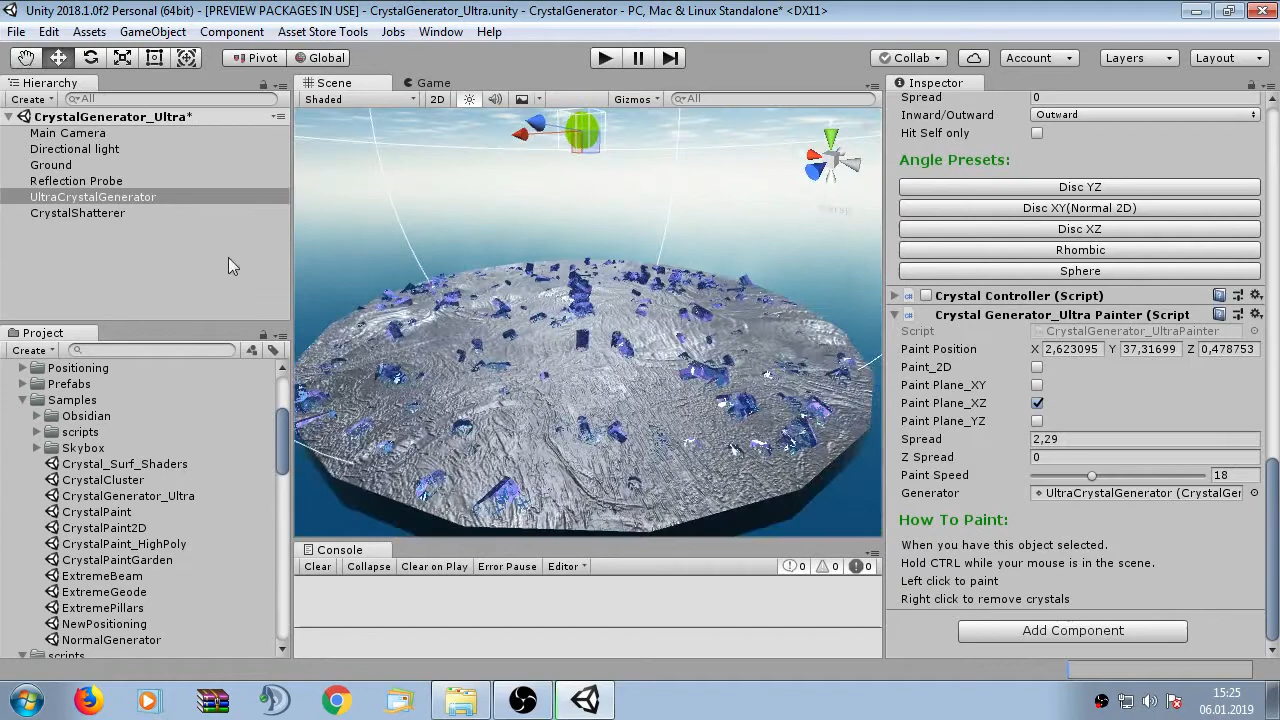 Unity 2018.1.0f2 Personal (64bit) - [PREVIEW PACKAGES IN USE] - CrystalGenerator_Ultra.unity - CrystalGenerator - PC, Mac & Linux Standalone* <DX11>
File Edit Assets GameObject Component Asset Store Tools Jobs Window Help
Pivot Global Collab Account Layers Layout
Hierarchy
Create All
CrystalGenerator_Ultra*
Main Camera
Directional light
Ground
Reflection Probe
UltraCrystalGenerator
CrystalShatterer
Project
Create
Positioning
Prefabs
Samples
Obsidian
scripts
Skybox
Crystal_Surf_Shaders
CrystalCluster
CrystalGenerator_Ultra
CrystalPaint
CrystalPaint2D
CrystalPaint_HighPoly
CrystalPaintGarden
ExtremeBeam
ExtremeGeode
ExtremePillars
NewPositioning
NormalGenerator
scripts
Scene Game
Shaded 2D Gizmos All
Console
Clear Collapse Clear on Play Error Pause Editor 0 0 0
Inspector
Spread 0
Inward/Outward Outward
Hit Self only
Angle Presets:
Disc YZ
Disc XY(Normal 2D)
Disc XZ
Rhombic
Sphere
Crystal Controller (Script)
Crystal Generator_Ultra Painter (Script
Script CrystalGenerator_UltraPainter
Paint Position X 2,623095 Y 37,31699 Z 0,478753
Paint_2D
Paint Plane_XY
Paint Plane_XZ
Paint Plane_YZ
Spread 2,29
Z Spread 0
Paint Speed 18
Generator UltraCrystalGenerator (CrystalGer
How To Paint:
When you have this object selected.
Hold CTRL while your mouse is in the scene.
Left click to paint
Right click to remove crystals
Add Component
15:25
06.01.2019